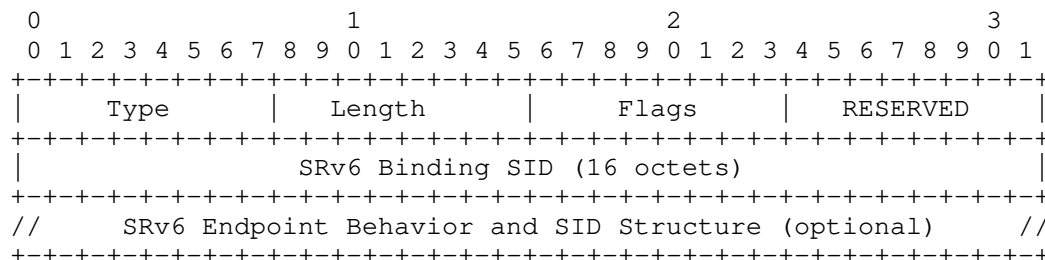 0                   1                   2                   3
 0 1 2 3 4 5 6 7 8 9 0 1 2 3 4 5 6 7 8 9 0 1 2 3 4 5 6 7 8 9 0 1
+-+-+-+-+-+-+-+-+-+-+-+-+-+-+-+-+-+-+-+-+-+-+-+-+-+-+-+-+-+-+-+-+
|     Type      |   Length      |     Flags     |   RESERVED    |
+-+-+-+-+-+-+-+-+-+-+-+-+-+-+-+-+-+-+-+-+-+-+-+-+-+-+-+-+-+-+-+-+
|                 SRv6 Binding SID (16 octets)                  |
+-+-+-+-+-+-+-+-+-+-+-+-+-+-+-+-+-+-+-+-+-+-+-+-+-+-+-+-+-+-+-+-+
//     SRv6 Endpoint Behavior and SID Structure (optional)     //
+-+-+-+-+-+-+-+-+-+-+-+-+-+-+-+-+-+-+-+-+-+-+-+-+-+-+-+-+-+-+-+-+